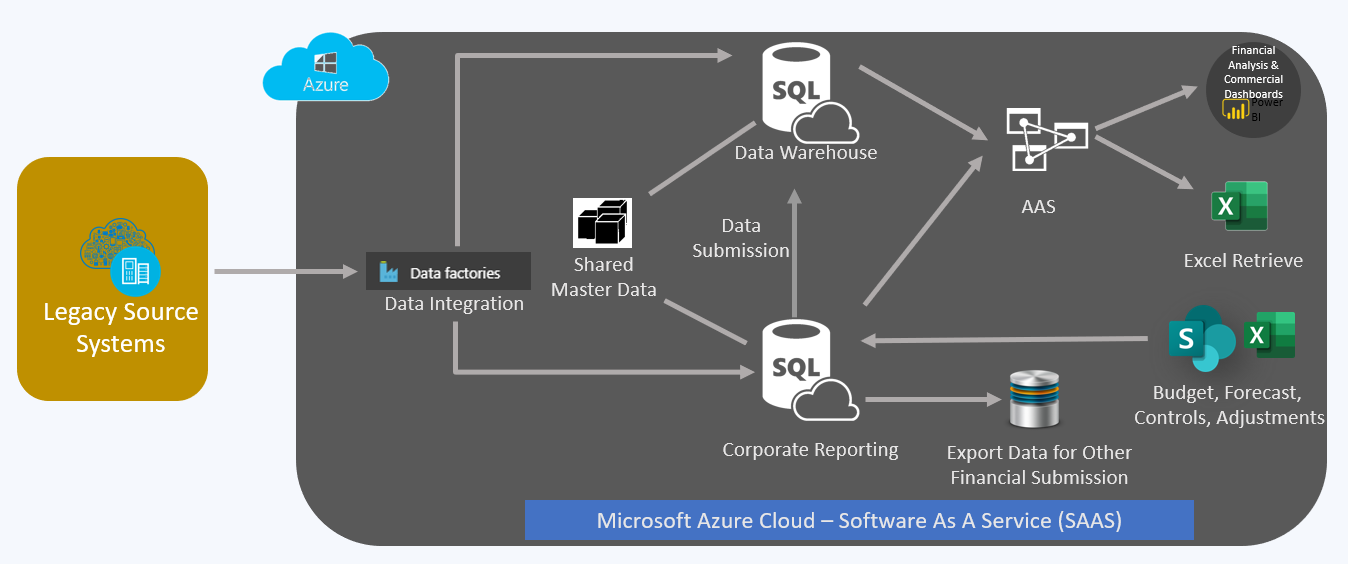 Azure
Legacy Source
Systems
Data factories
Data Integration
Shared
Master Data
SQL
Data Warehouse
Data
Submission
SQL
Corporate Reporting
AAS
Financial
Analysis &
Commercial
Dashboards
Power
BI
X
Excel Retrieve
S
X
Budget, Forecast,
Controls, Adjustments
Export Data for Other
Financial Submission
Microsoft Azure Cloud – Software As A Service (SAAS)